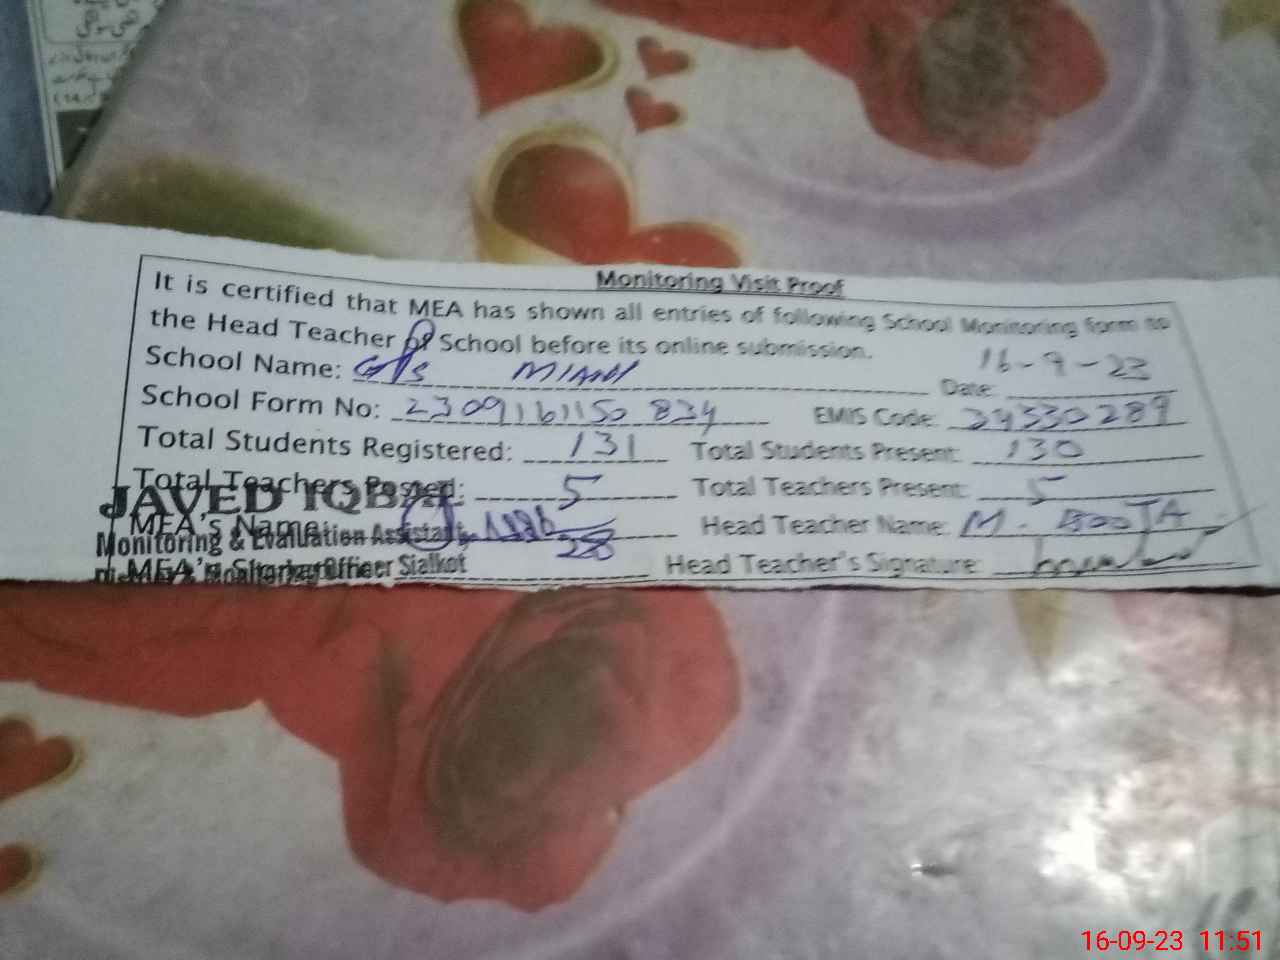 Monitoring Visit Proof
It is certified that MEA has shown all entries of following School Monitoring form to
the Head Teacher of School before its online submission.
School Name: GPS MIANI Date: 16-9-23
School Form No: 2309161150834 EMIS Code: 34330289
Total Students Registered: 131 Total Students Present: 130
Total Teachers Posted: 5 Total Teachers Present: 5
JAVED IQBAL
MEA's Name: Head Teacher Name: M. BOOTA
Monitoring & Evaluation Assistant
MEA's Head Teacher's Signature:
Monitoring Officer Sialkot
16-09-23 11:51